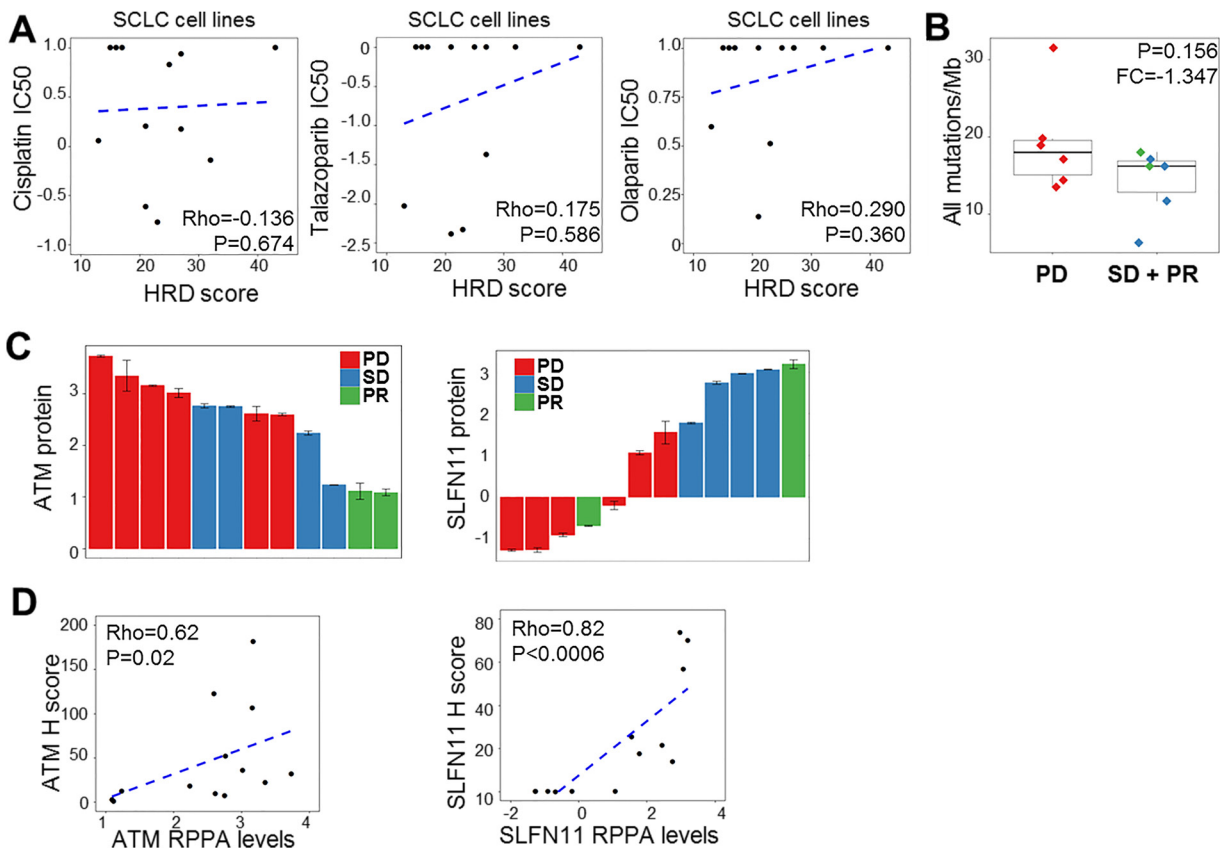 A
SCLC cell lines
Cisplatin IC50
1.0
0.5
0
-0.5
-1.0
10 20 30 40
HRD score
Rho=-0.136
P=0.674
SCLC cell lines
Talazoparib IC50
0
-0.5
-1.0
-1.5
-2.0
-2.5
10 20 30 40
HRD score
Rho=0.175
P=0.586
SCLC cell lines
Olaparib IC50
1.0
0.75
0.5
0.25
0
10 20 30 40
HRD score
Rho=0.290
P=0.360
B
All mutations/Mb
30
20
10
P=0.156
FC=-1.347
PD SD + PR
C
ATM protein
3
2
1
0
PD
SD
PR
SLFN11 protein
3
2
1
0
-1
PD
SD
PR
D
ATM H score
200
150
100
50
0
Rho=0.62
P=0.02
1 2 3 4
ATM RPPA levels
SLFN11 H score
80
60
40
20
10
Rho=0.82
P<0.0006
-2 0 2 4
SLFN11 RPPA levels